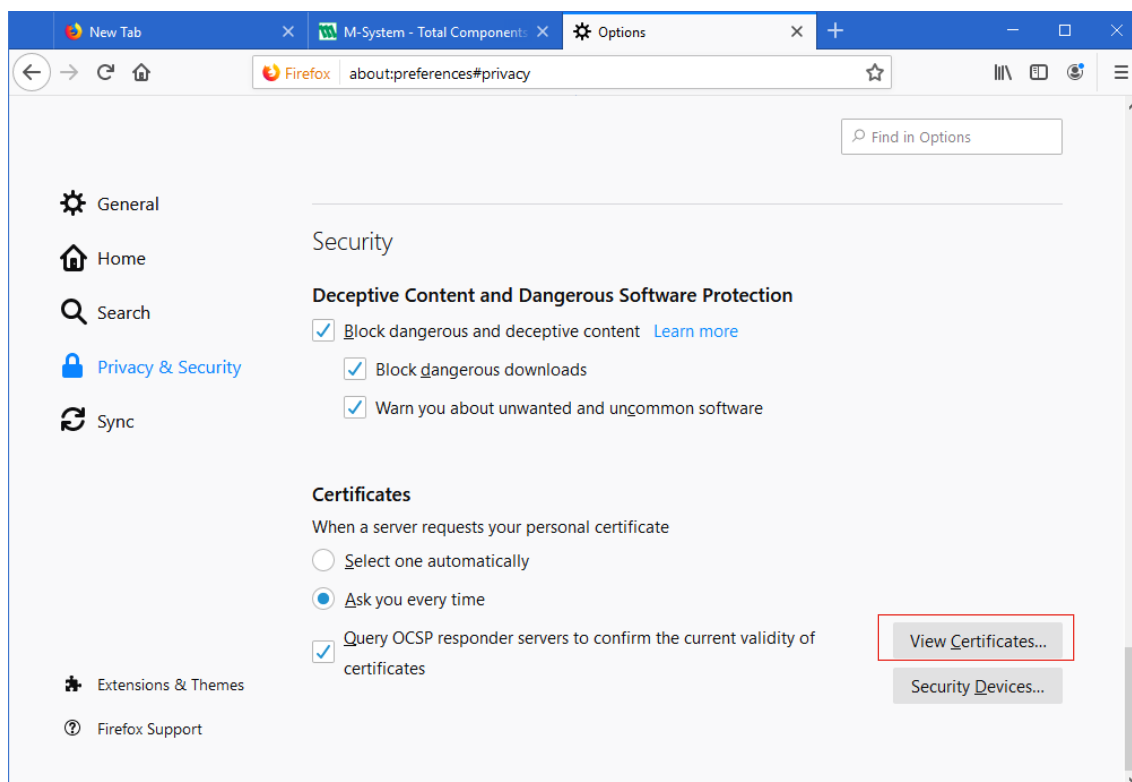 New Tab
M-System - Total Components
Options
Firefox
about:preferences#privacy
Find in Options
General
Home
Search
Privacy & Security
Sync
Extensions & Themes
Firefox Support
Security
Deceptive Content and Dangerous Software Protection
Block dangerous and deceptive content Learn more
Block dangerous downloads
Warn you about unwanted and uncommon software
Certificates
When a server requests your personal certificate
Select one automatically
Ask you every time
Query OCSP responder servers to confirm the current validity of
certificates
View Certificates...
Security Devices...